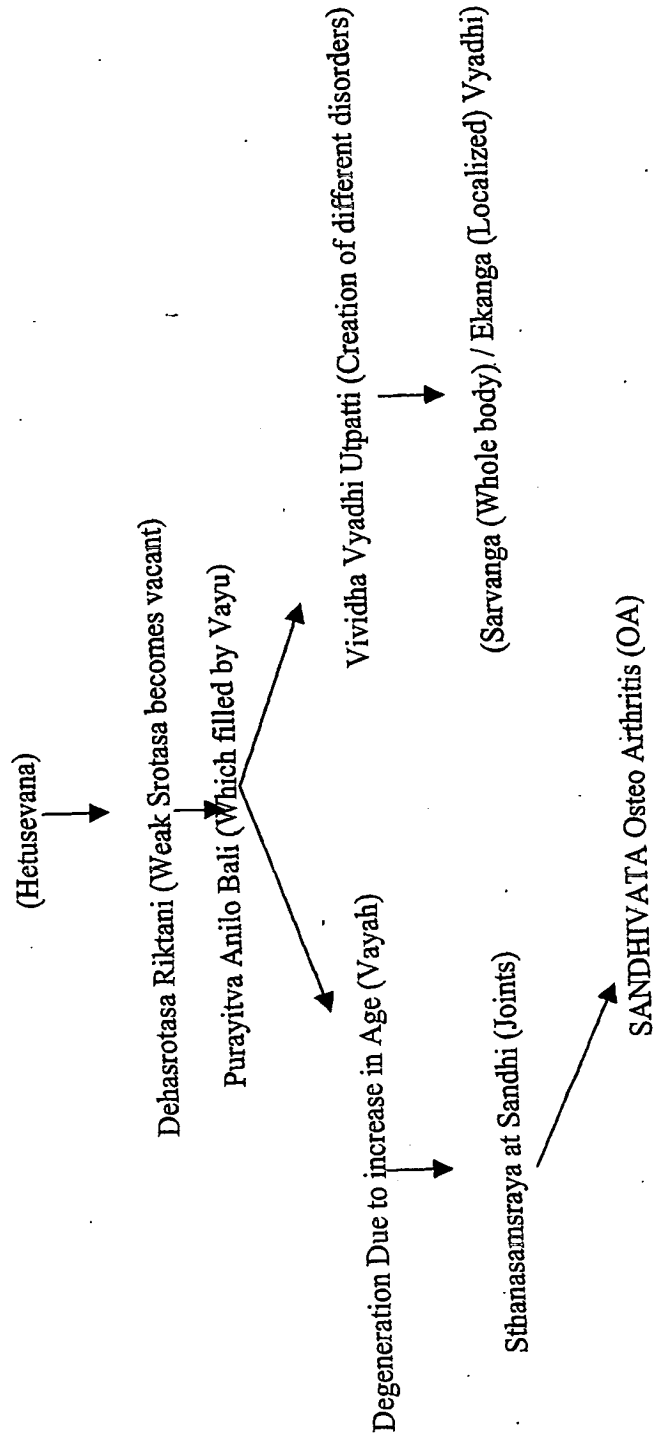 (Hetusevana)
Dehasrotasa Riktani (Weak Srotasa becomes vacant)
Purayitva Anilo Bali (Which filled by Vayu)
Degeneration Due to increase in Age (Vayah)
Vividha Vyadhi Utpatti (Creation of different disorders)
Sthanasamsraya at Sandhi (Joints)
(Sarvanga (Whole body) / Ekanga (Localized) Vyadhi)
SANDHIVATA Osteo Arthritis (OA)